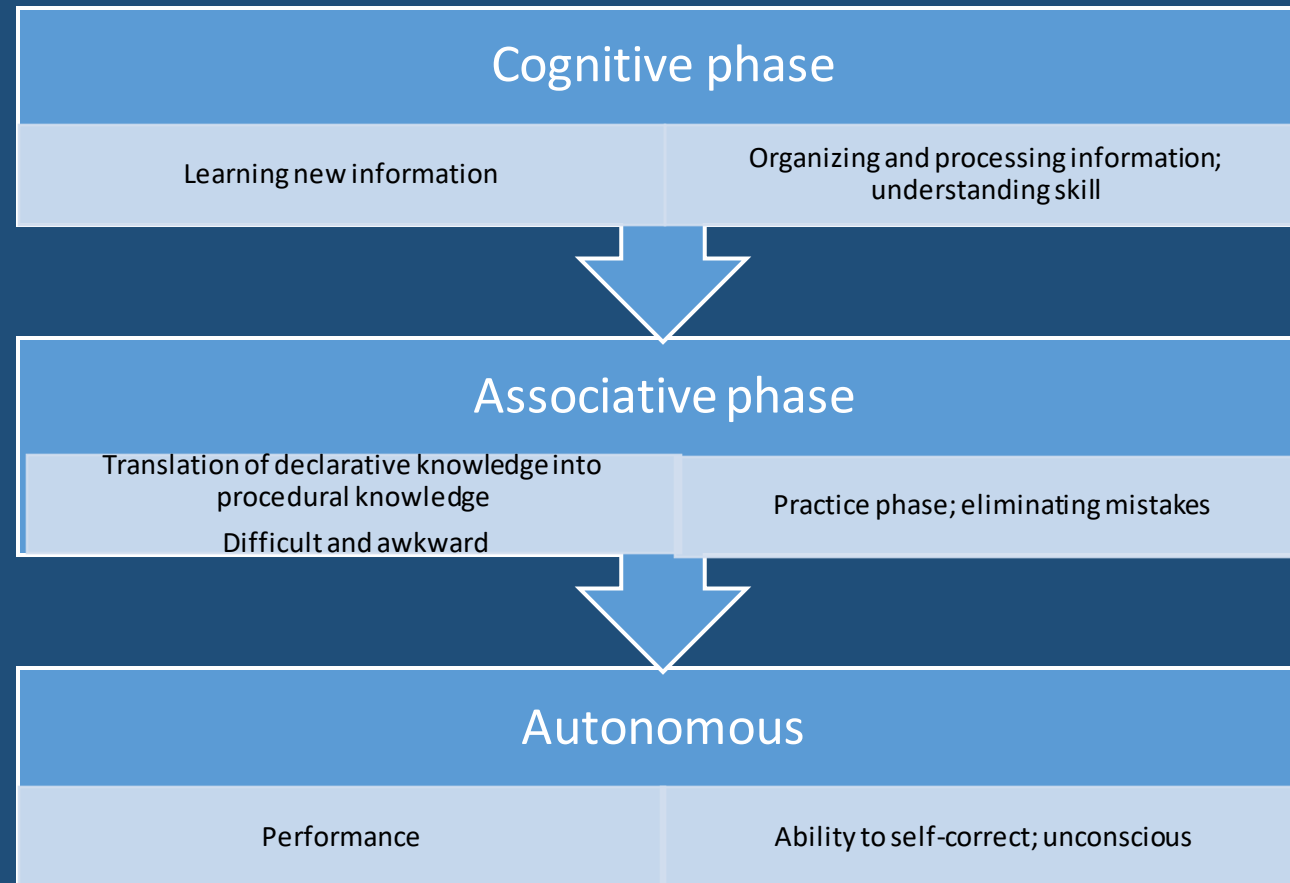 Cognitive phase
Learning new information
Organizing and processing information;
understanding skill
Associative phase
Translation of declarative knowledge into
procedural knowledge
Difficult and awkward
Practice phase; eliminating mistakes
Autonomous
Performance
Ability to self-correct; unconscious